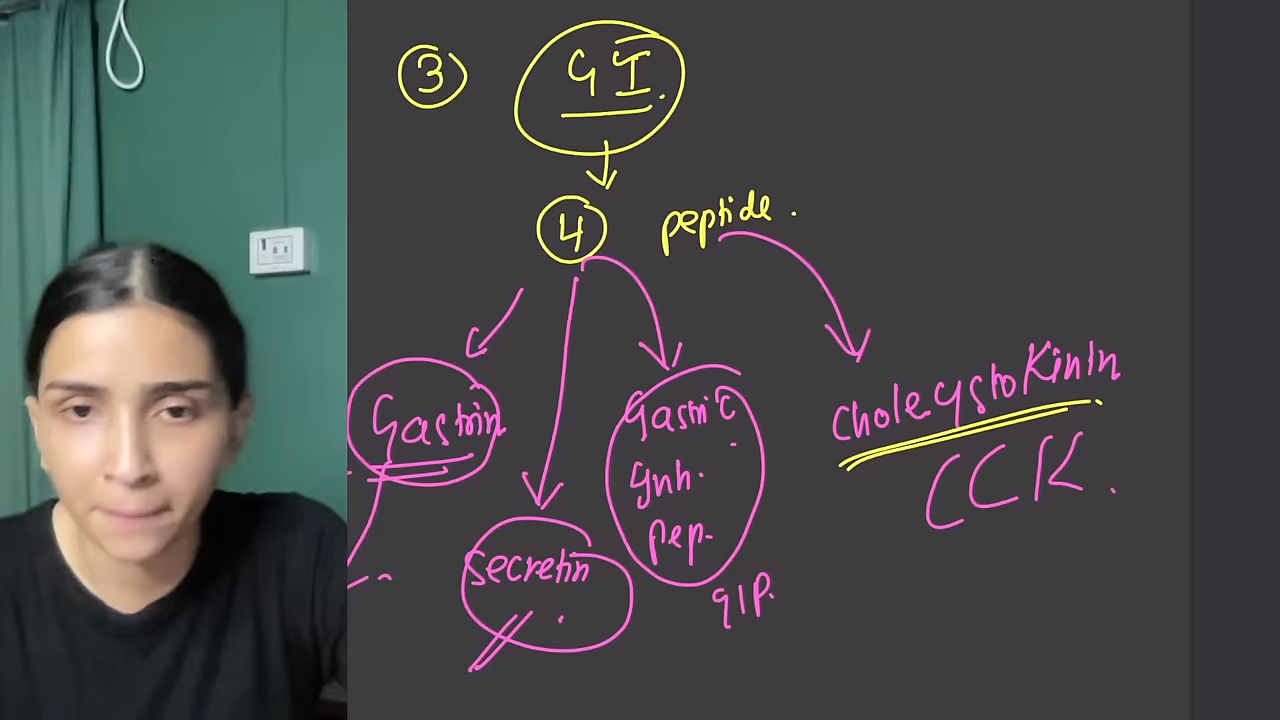 3 GI.
4 peptide.
Gastrin
Gastric
Inh.
Pep.
GIP.
Secretin
CholecystoKinin
CCK.